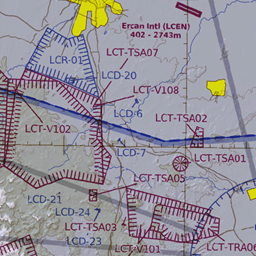 Ercan Intl (LCEN)
402 - 2743m
LCT-TSA07
LCR-01
LCD-20
LCT-V108
LCD-6
LCT-TSA02
LCT-V102
LCD-7
LCT-TSA01
LCT-TSA05
LCD-21
LCD-24
LCT-TSA03
LCD-23
LCT-V101
LCT-TRA06